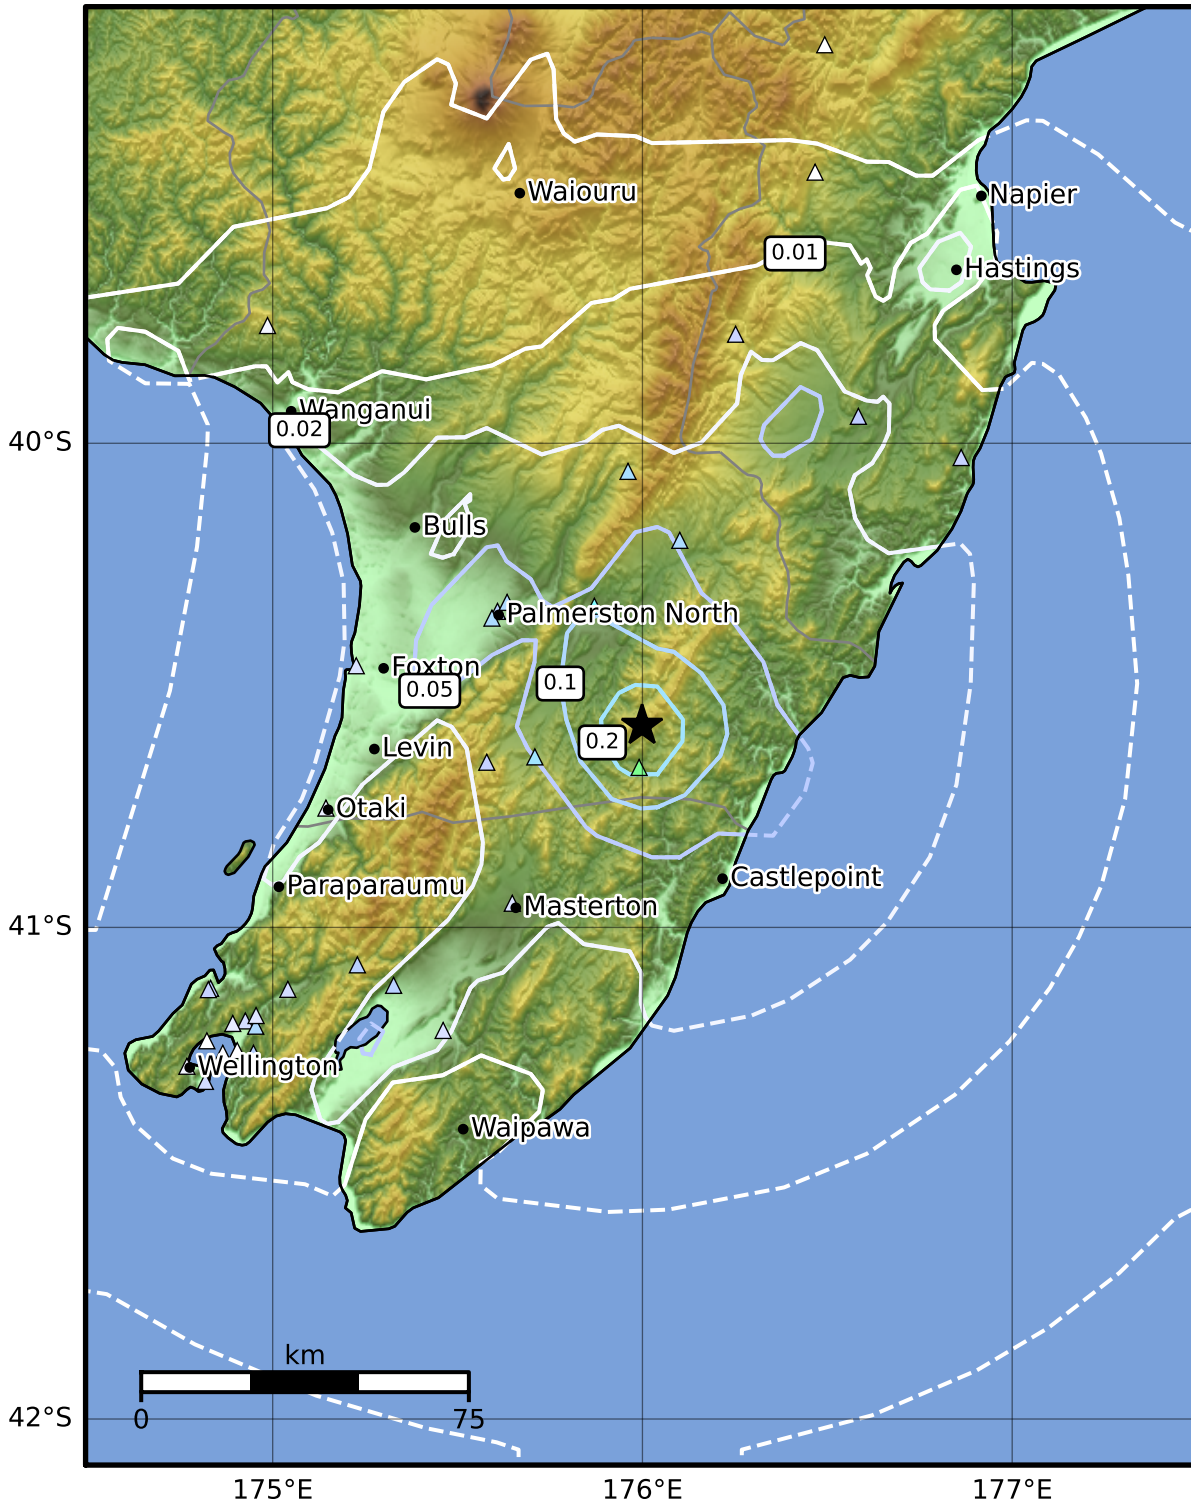 Waiouru
Napier
0.01
Hastings
Wanganui
0.02
40°S
Bulls
Palmerston North
Foxton
0.05
0.1
0.2
Levin
Otaki
Paraparaumu
Castlepoint
Masterton
41°S
Wellington
Waipawa
km
0
75
42°S
175°E
176°E
177°E